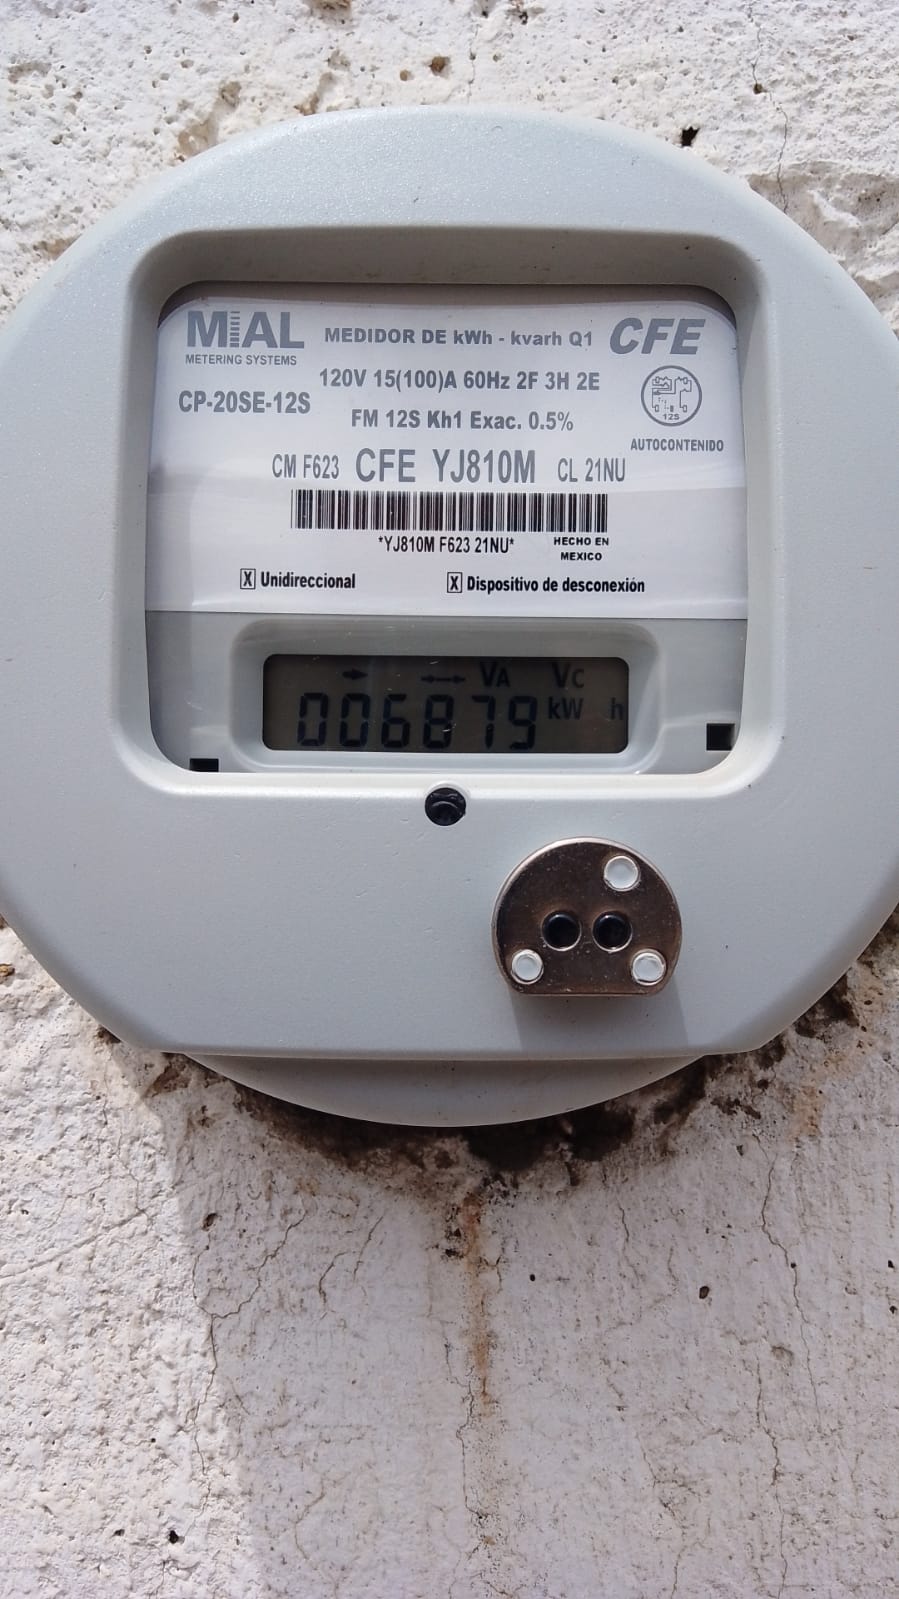 MIAL
METERING SYSTEMS
MEDIDOR DE kWh - kvarh Q1
CFE
120V 15(100)A 60Hz 2F 3H 2E
CP-20SE-12S
FM 12S Kh1 Exac. 0.5%
12S
AUTOCONTENIDO
CM F623 CFE YJ810M CL 21NU
*YJ810M F623 21NU*
HECHO EN
MEXICO
X Unidireccional
X Dispositivo de desconexión
VA VC
006879 kW h